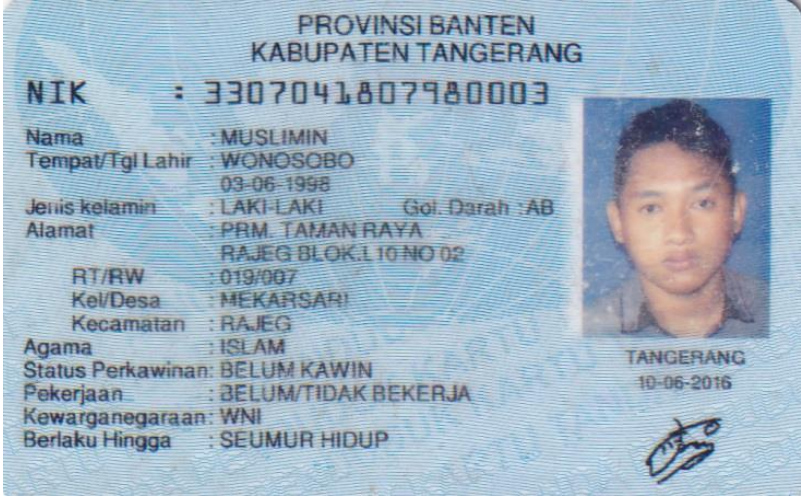 PROVINSI BANTEN
KABUPATEN TANGERANG
NIK : 3307041807980003
Nama : MUSLIMIN
Tempat/Tgl Lahir : WONOSOBO
03-06-1998
Jenis kelamin : LAKI-LAKI Gol. Darah : AB
Alamat : PRM. TAMAN RAYA
RAJEG BLOK.L10 NO 02
RT/RW : 019/007
Kel/Desa : MEKARSARI
Kecamatan : RAJEG
Agama : ISLAM
Status Perkawinan: BELUM KAWIN
Pekerjaan : BELUM/TIDAK BEKERJA
Kewarganegaraan: WNI
Berlaku Hingga : SEUMUR HIDUP
TANGERANG
10-06-2016